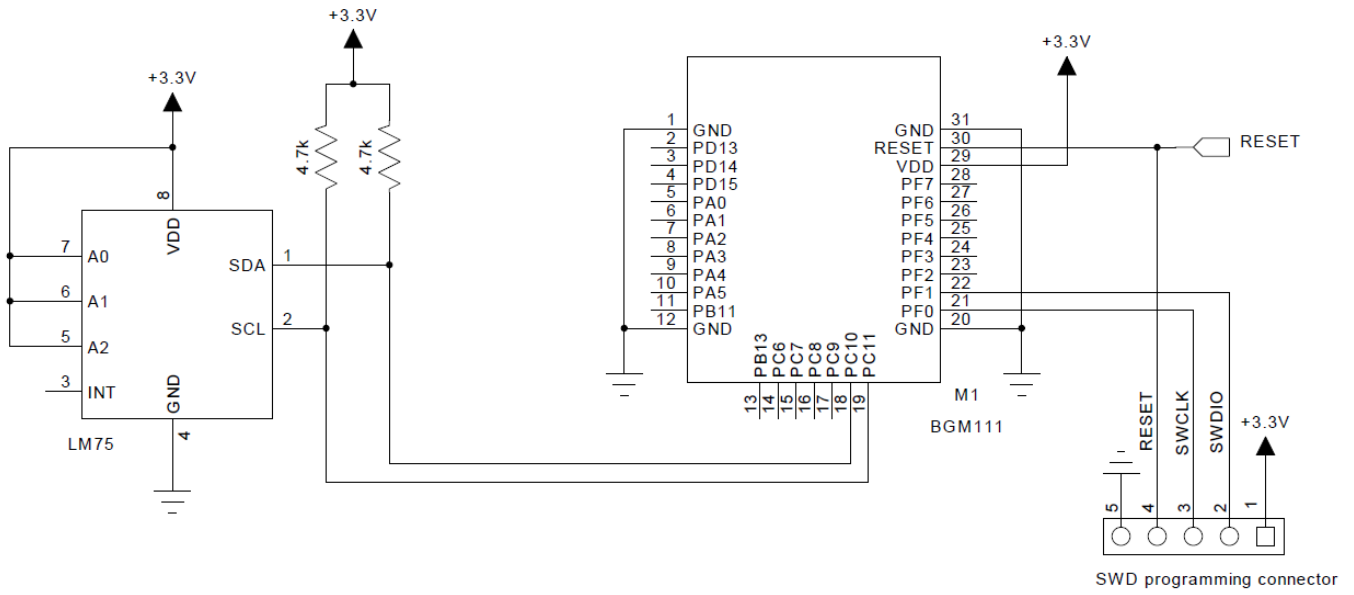 +3.3V
+3.3V
+3.3V
4.7k
4.7k
8
VDD
7
A0
6
A1
5
A2
3
INT
SDA
1
SCL
2
GND
4
LM75
1
GND
2
PD13
3
PD14
4
PD15
5
PA0
6
PA1
7
PA2
8
PA3
9
PA4
10
PA5
11
PB11
12
GND
31
GND
30
RESET
29
VDD
28
PF7
27
PF6
26
PF5
25
PF4
24
PF3
23
PF2
22
PF1
21
PF0
20
GND
PB13
PC6
PC7
PC8
PC9
PC10
PC11
13
14
15
16
17
18
19
M1
BGM111
RESET
RESET
SWCLK
SWDIO
+3.3V
5
4
3
2
1
SWD programming connector